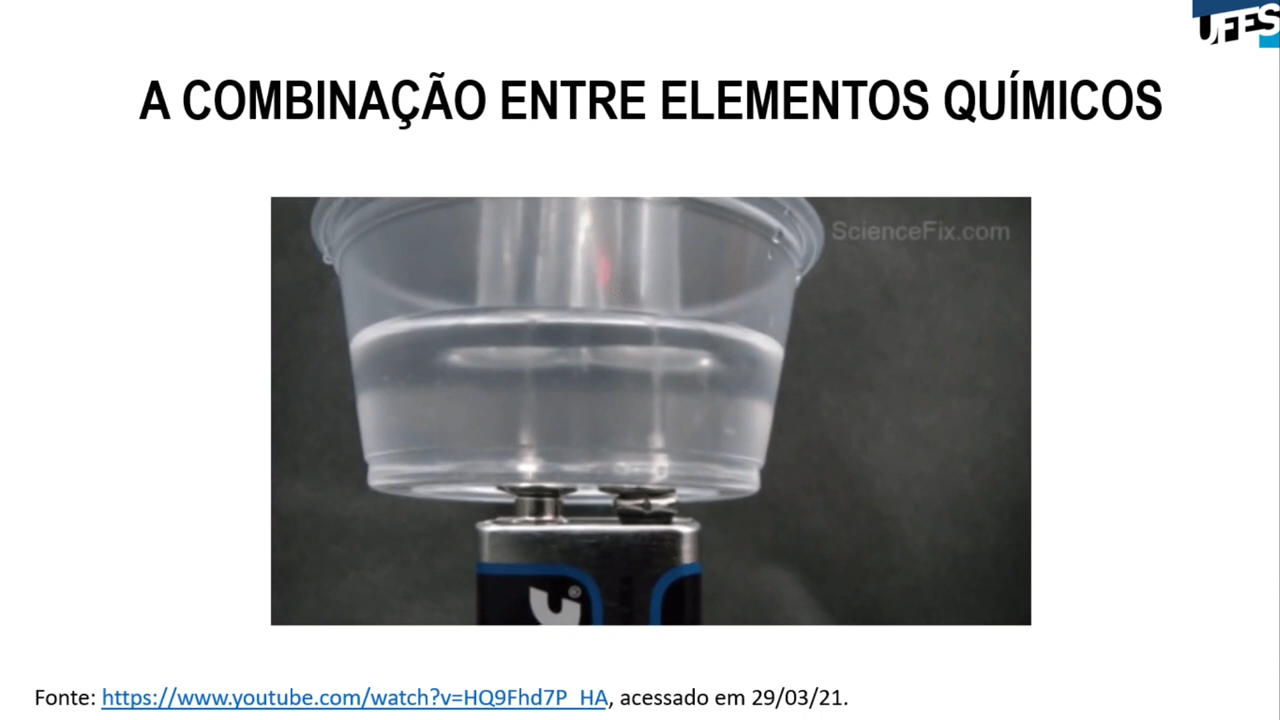 UFES
A COMBINAÇÃO ENTRE ELEMENTOS QUÍMICOS
ScienceFix.com
Fonte: https://www.youtube.com/watch?v=HQ9Fhd7P_HA, acessado em 29/03/21.